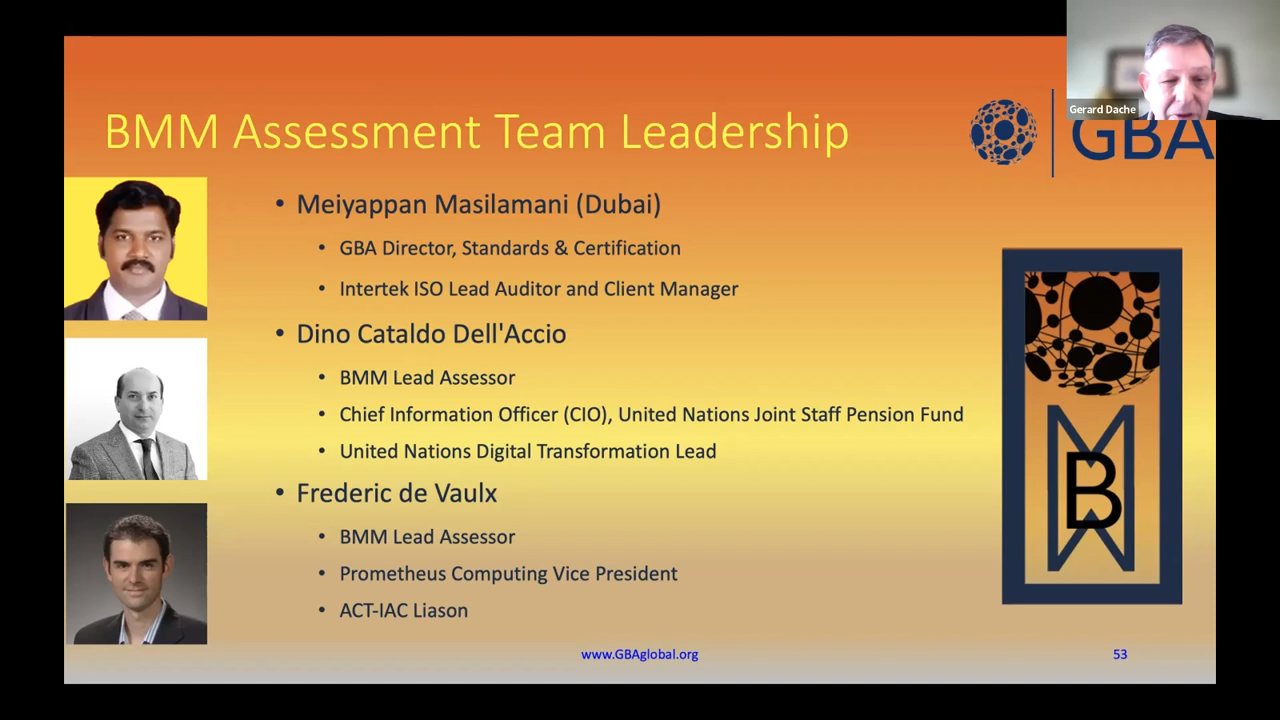 Gerard Dache
BMM Assessment Team Leadership
GBA
• Meiyappan Masilamani (Dubai)
• GBA Director, Standards & Certification
• Intertek ISO Lead Auditor and Client Manager
• Dino Cataldo Dell'Accio
• BMM Lead Assessor
• Chief Information Officer (CIO), United Nations Joint Staff Pension Fund
• United Nations Digital Transformation Lead
• Frederic de Vaulx
• BMM Lead Assessor
• Prometheus Computing Vice President
• ACT-IAC Liason
B
www.GBAglobal.org
53